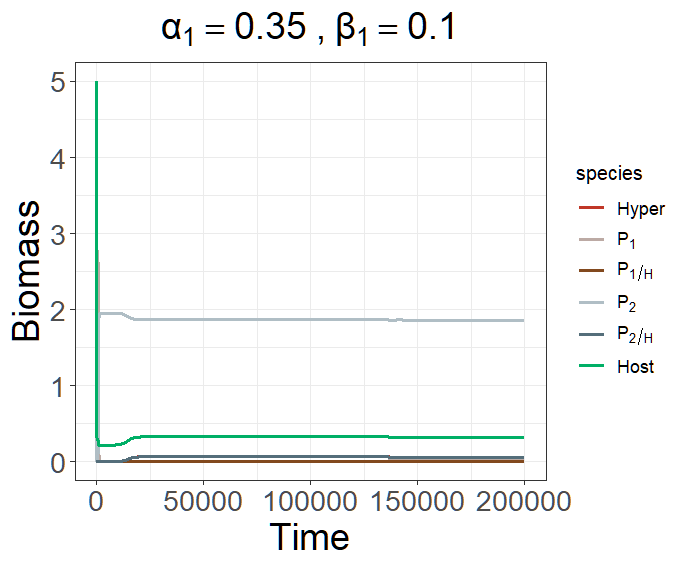 α₁ = 0.35 , β₁ = 0.1
Biomass
5
4
3
2
1
0
0 50000 100000 150000 200000
Time
species
Hyper
P₁
P₁/H
P₂
P₂/H
Host